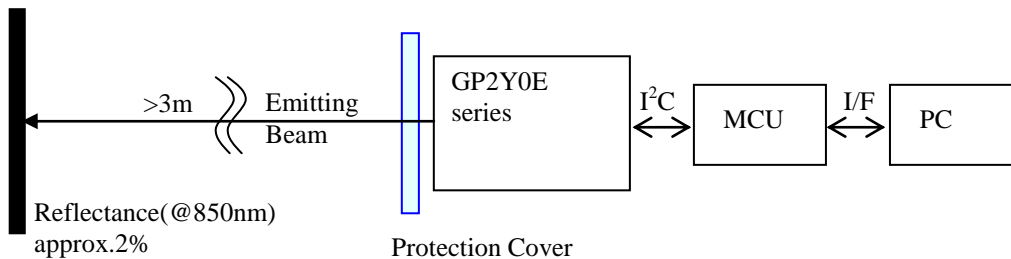 >3m
Emitting
Beam
GP2Y0E
series
I²C
MCU
I/F
PC
Reflectance(@850nm)
approx.2%
Protection Cover